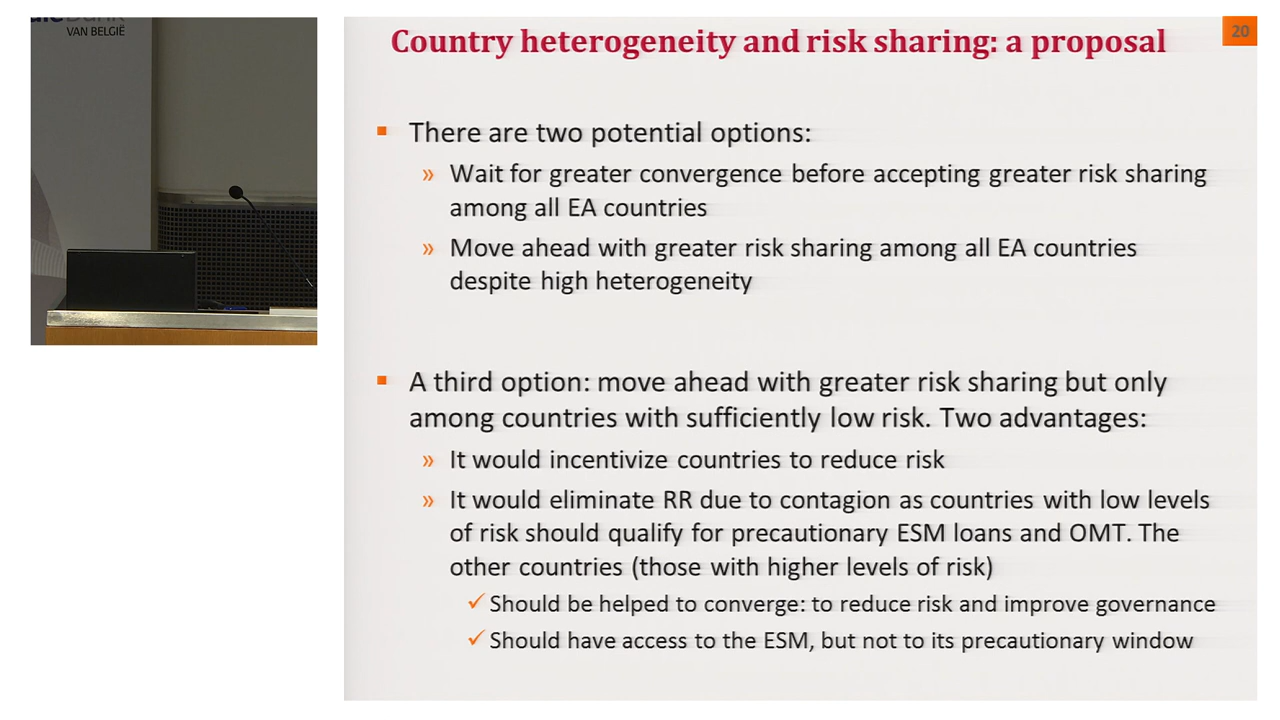 VAN BELGIË
Country heterogeneity and risk sharing: a proposal
20
There are two potential options:
» Wait for greater convergence before accepting greater risk sharing
among all EA countries
» Move ahead with greater risk sharing among all EA countries
despite high heterogeneity
A third option: move ahead with greater risk sharing but only
among countries with sufficiently low risk. Two advantages:
» It would incentivize countries to reduce risk
» It would eliminate RR due to contagion as countries with low levels
of risk should qualify for precautionary ESM loans and OMT. The
other countries (those with higher levels of risk)
✓ Should be helped to converge: to reduce risk and improve governance
✓ Should have access to the ESM, but not to its precautionary window